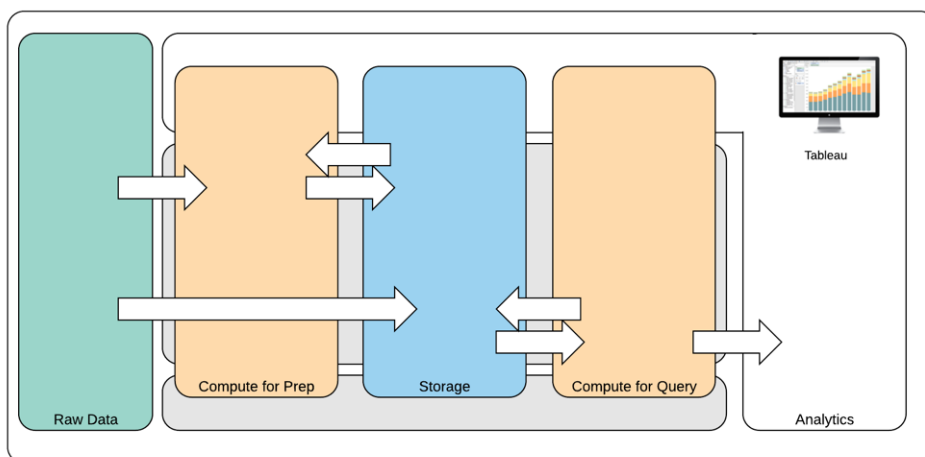 Tableau
Compute for Prep
Storage
Compute for Query
Raw Data
Analytics